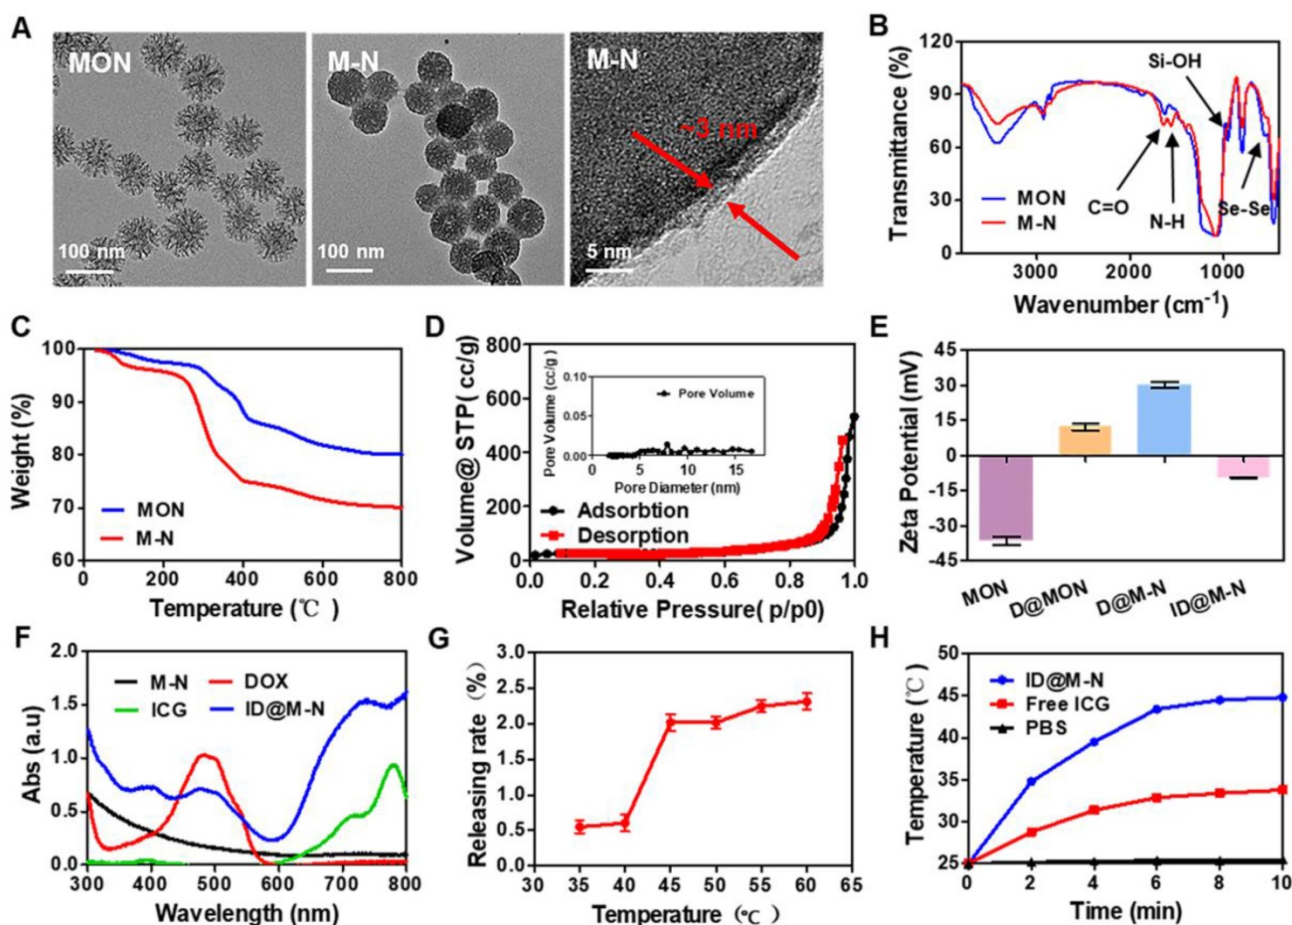 A
MON
100 nm
M-N
100 nm
M-N
~3 nm
5 nm
B
Transmittance (%)
120
90
60
30
0
Si-OH
MON
M-N
C=O
N-H
Se-Se
3000
2000
1000
Wavenumber (cm-1)
C
Weight (%)
100
90
80
70
60
MON
M-N
0
200
400
600
800
Temperature (℃ )
D
Volume@ STP( cc/g)
800
600
400
200
0
Pore Volume (cc/g)
0.10
0.05
0.00
Pore Volume
0
5
10
15
Pore Diameter (nm)
Adsorbtion
Desorption
0.2
0.4
0.6
0.8
1.0
Relative Pressure( p/p0)
E
Zeta Potential (mV)
45
30
15
0
-15
-30
-45
MON
D@MON
D@M-N
ID@M-N
F
Abs (a.u)
2.0
1.5
1.0
0.5
0.0
M-N
DOX
ICG
ID@M-N
300
400
500
600
700
800
Wavelength (nm)
G
Releasing rate (%)
3.0
2.5
2.0
1.5
1.0
0.5
0.0
30
35
40
45
50
55
60
65
Temperature (℃)
H
Temperature (℃)
50
45
40
35
30
25
ID@M-N
Free ICG
PBS
0
2
4
6
8
10
Time (min)